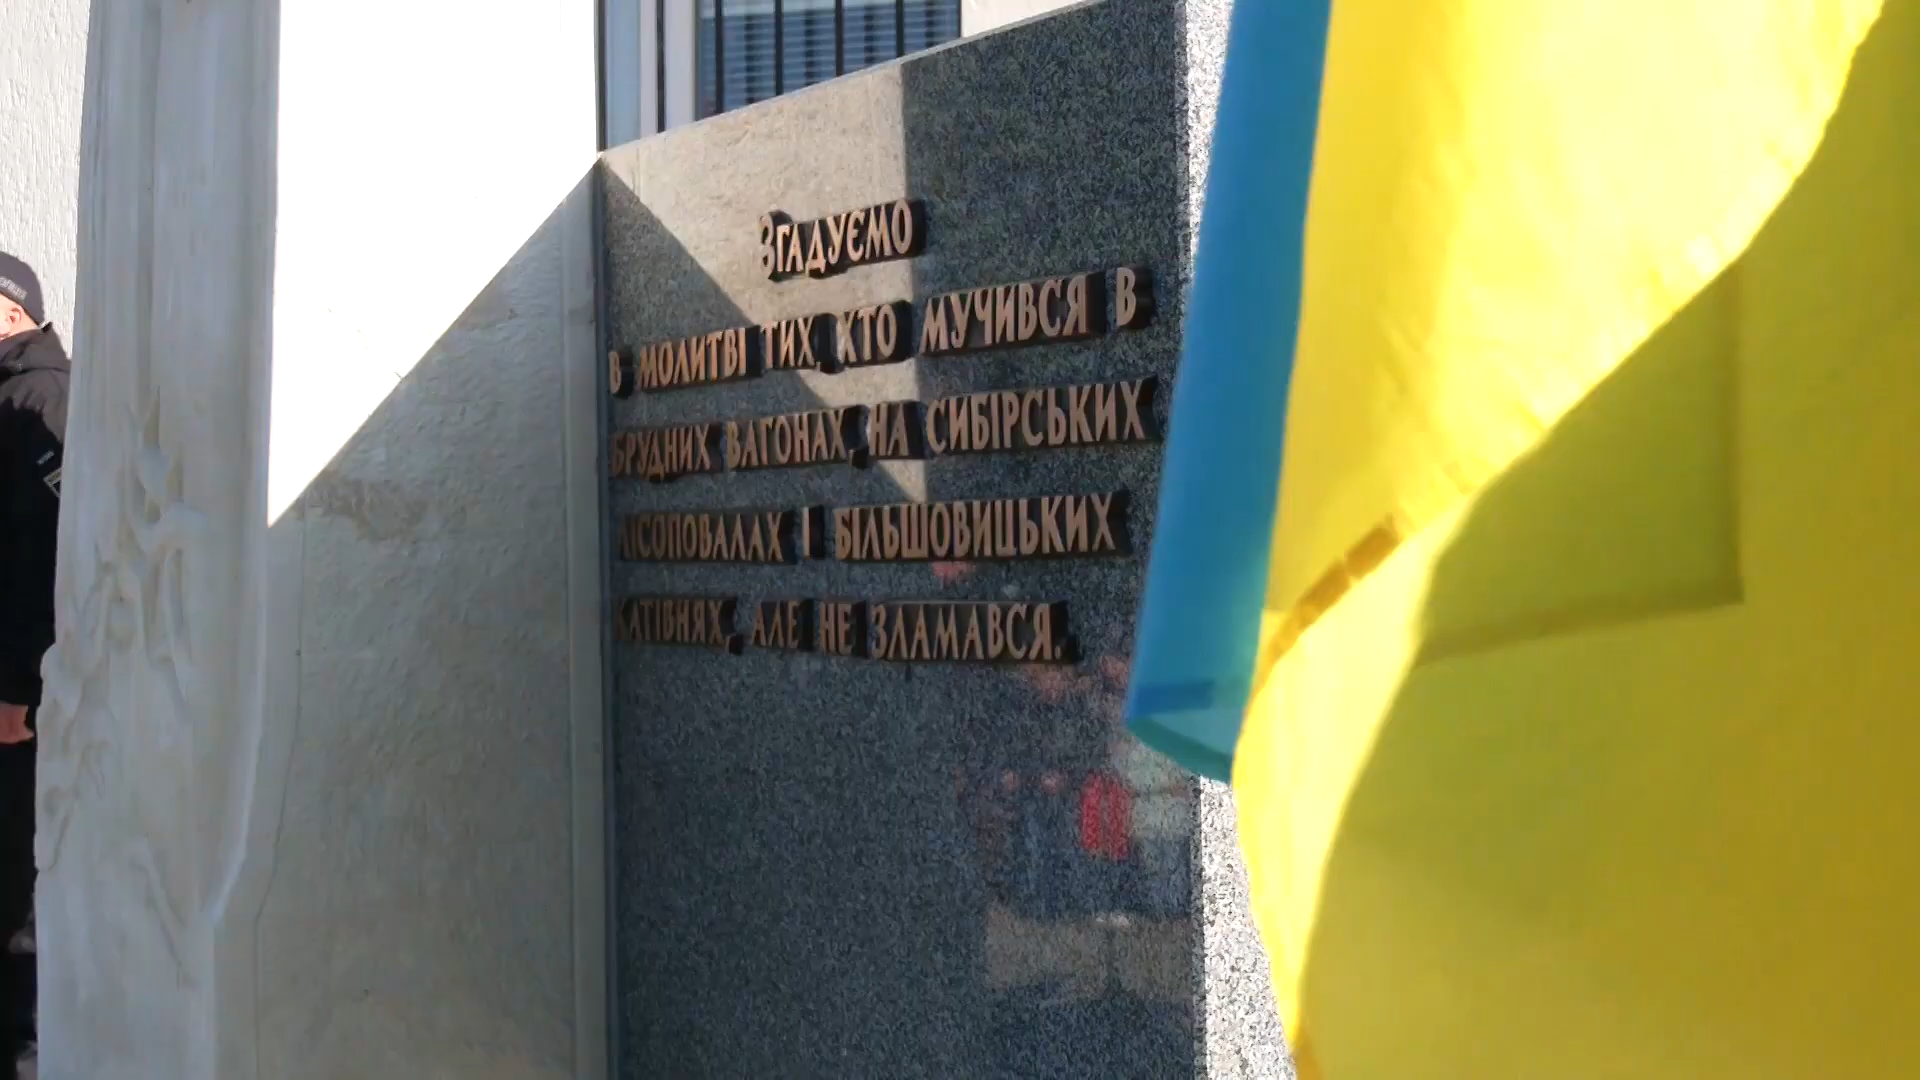 Згадуємо
в молитві тих, хто мучився в
брудних вагонах, на сибірських
лісоповалах і більшовицьких
катівнях, але не зламався.